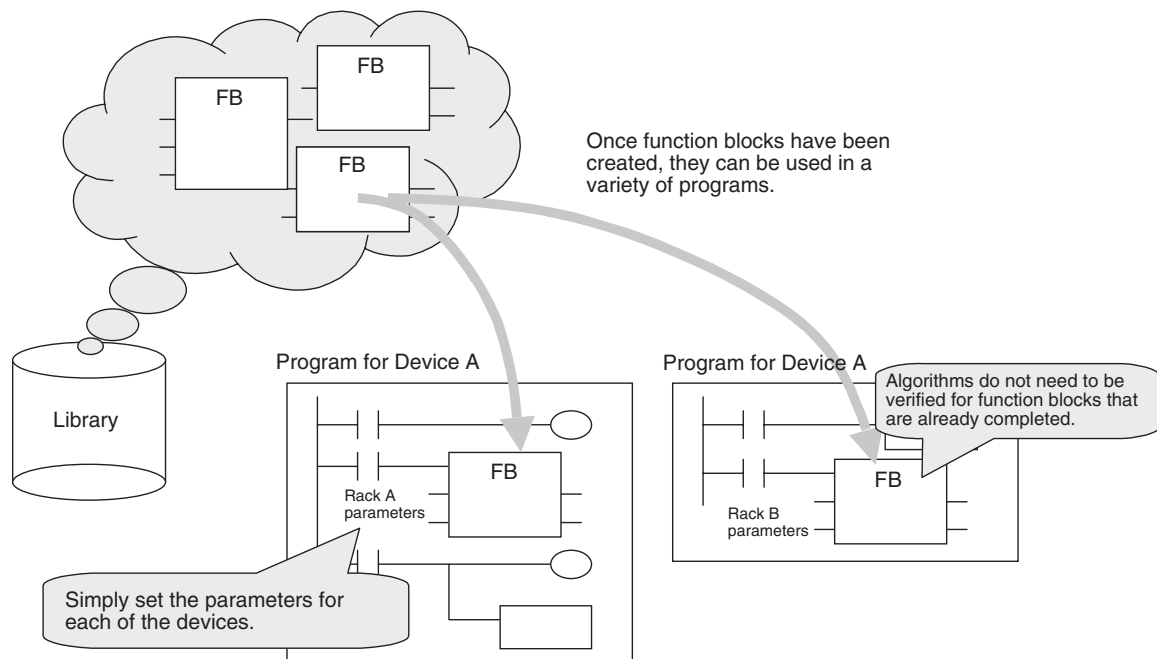 FB
FB
FB
Once function blocks have been
created, they can be used in a
variety of programs.
Library
Program for Device A
FB
Rack A
parameters
Simply set the parameters for
each of the devices.
Program for Device A
Algorithms do not need to be
verified for function blocks that
are already completed.
FB
Rack B
parameters